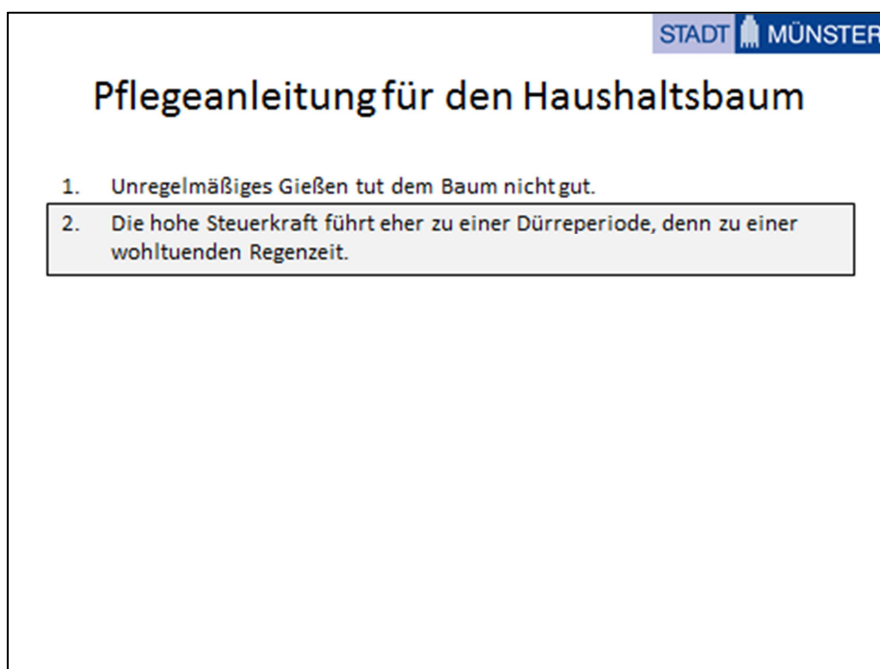 STADT MÜNSTER
Pflegeanleitung für den Haushaltsbaum
1. Unregelmäßiges Gießen tut dem Baum nicht gut.
2. Die hohe Steuerkraft führt eher zu einer Dürreperiode, denn zu einer
wohltuenden Regenzeit.